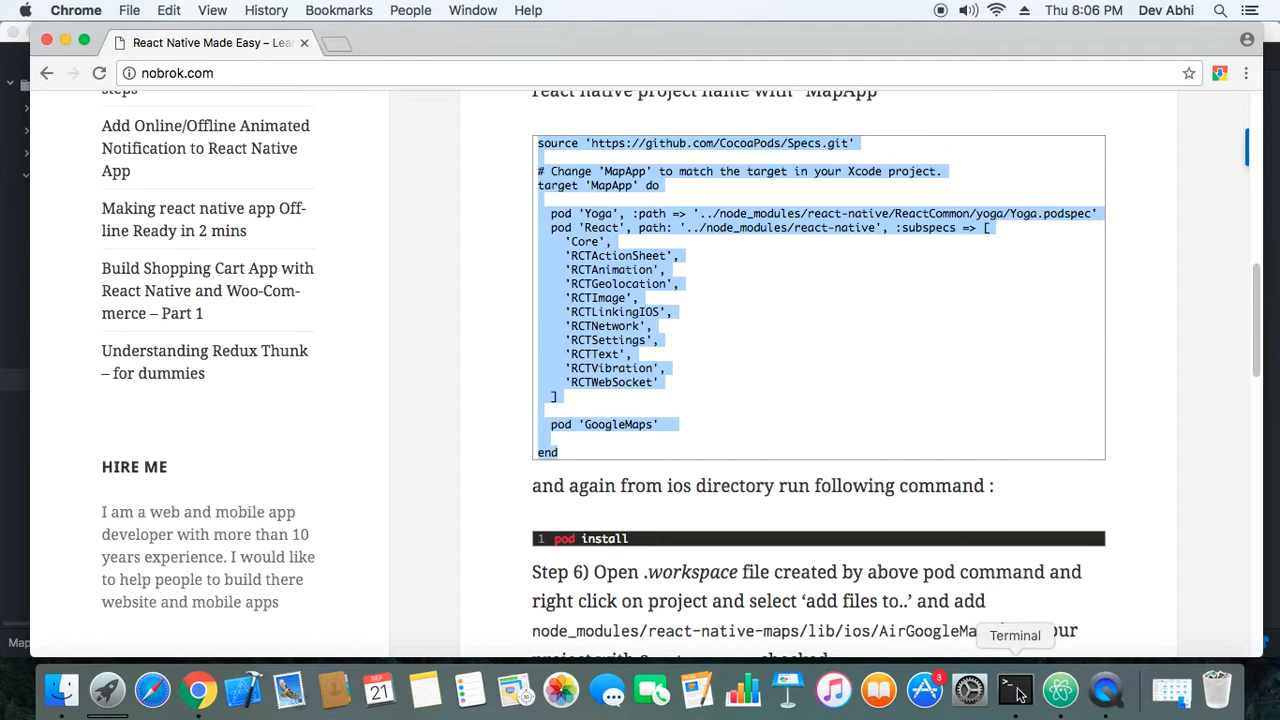 Chrome File Edit View History Bookmarks People Window Help Thu 8:06 PM Dev Abhi
React Native Made Easy – Lea
nobrok.com
steps
Add Online/Offline Animated
Notification to React Native
App
Making react native app Off-
line Ready in 2 mins
Build Shopping Cart App with
React Native and Woo-Com-
merce – Part 1
Understanding Redux Thunk
– for dummies
HIRE ME
I am a web and mobile app
developer with more than 10
years experience. I would like
to help people to build there
website and mobile apps
react native project name with "MapApp"
source 'https://github.com/CocoaPods/Specs.git'
# Change 'MapApp' to match the target in your Xcode project.
target 'MapApp' do
pod 'Yoga', :path => '../node_modules/react-native/ReactCommon/yoga/Yoga.podspec'
pod 'React', path: '../node_modules/react-native', :subspecs => [
'Core',
'RCTActionSheet',
'RCTAnimation',
'RCTGeolocation',
'RCTImage',
'RCTLinkingIOS',
'RCTNetwork',
'RCTSettings',
'RCTText',
'RCTVibration',
'RCTWebSocket'
]
pod 'GoogleMaps'
end
and again from ios directory run following command :
1 pod install
Step 6) Open .workspace file created by above pod command and
right click on project and select ‘add files to..’ and add
node_modules/react-native-maps/lib/ios/AirGoogleMa
Terminal
Map
SEP
21
3